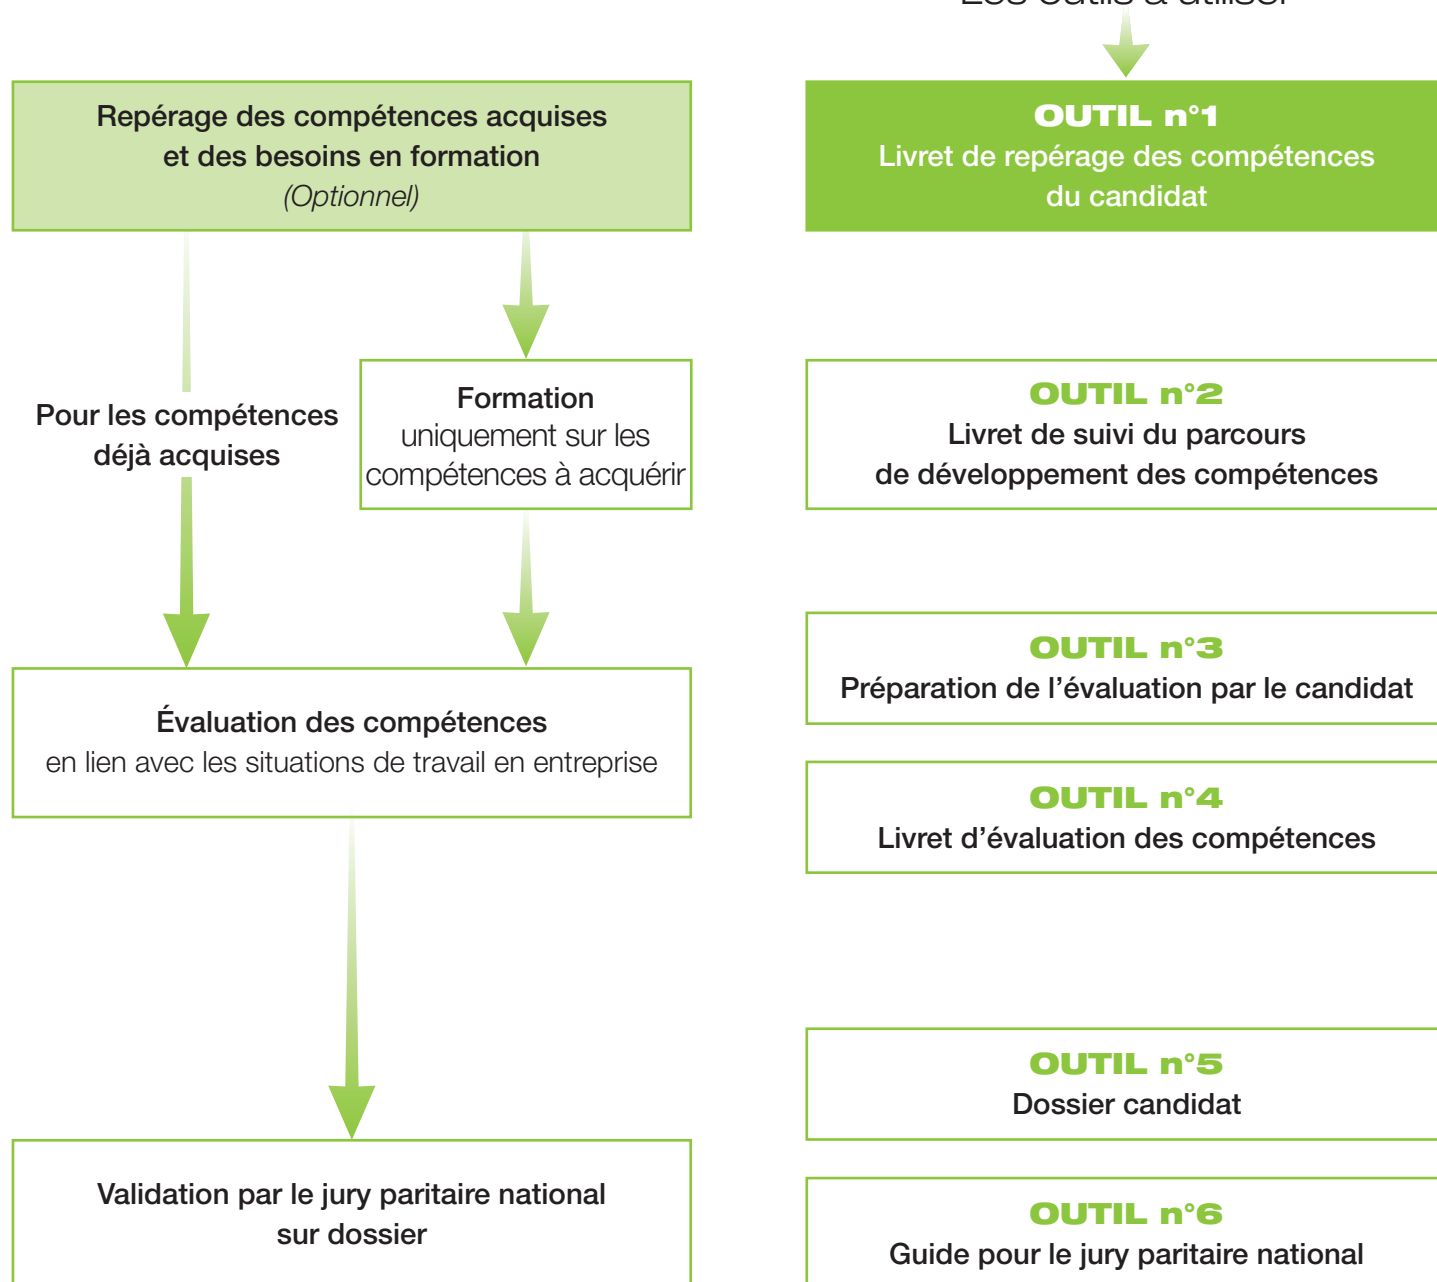 Les outils à utiliser
Repérage des compétences acquises
et des besoins en formation
(Optionnel)
OUTIL n°1
Livret de repérage des compétences
du candidat
Pour les compétences
déjà acquises
Formation
uniquement sur les
compétences à acquérir
OUTIL n°2
Livret de suivi du parcours
de développement des compétences
Évaluation des compétences
en lien avec les situations de travail en entreprise
OUTIL n°3
Préparation de l’évaluation par le candidat
OUTIL n°4
Livret d’évaluation des compétences
Validation par le jury paritaire national
sur dossier
OUTIL n°5
Dossier candidat
OUTIL n°6
Guide pour le jury paritaire national